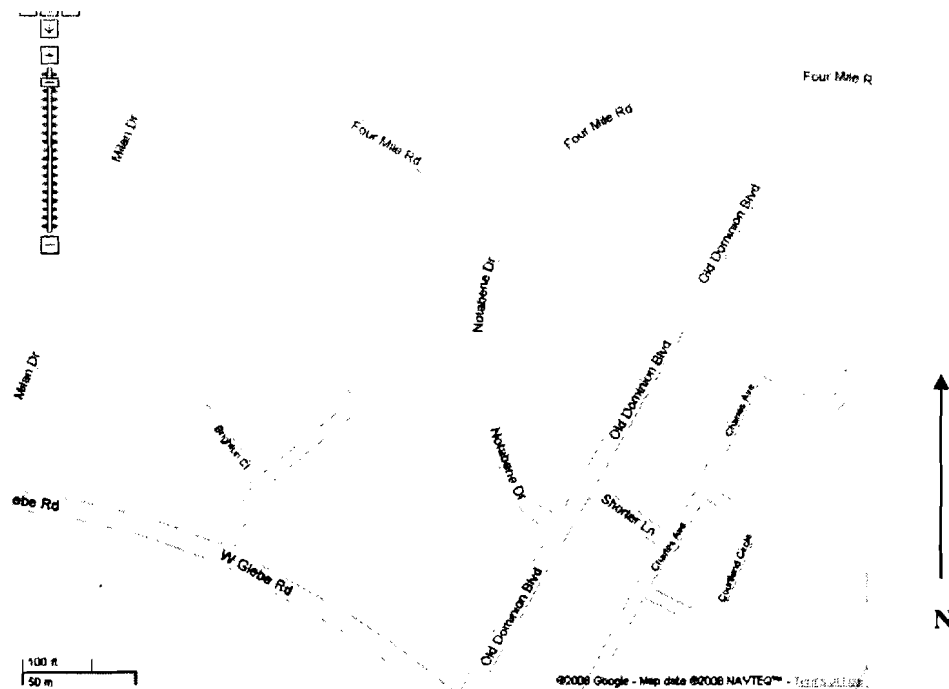 Four Mile R
Milan Dr
Four Mile Rd
Four Mile Rd
Old Dominion Blvd
Notabene Dr
Milan Dr
Old Dominion Blvd
Charles Ave
Brighton Ct
Notabene Dr
ebe Rd
Shorter Ln
Charles Ave
Courtland Circle
W Glebe Rd
Old Dominion Blvd
N
100 ft
50 m
©2008 Google - Map data ©2008 NAVTEQ™ -